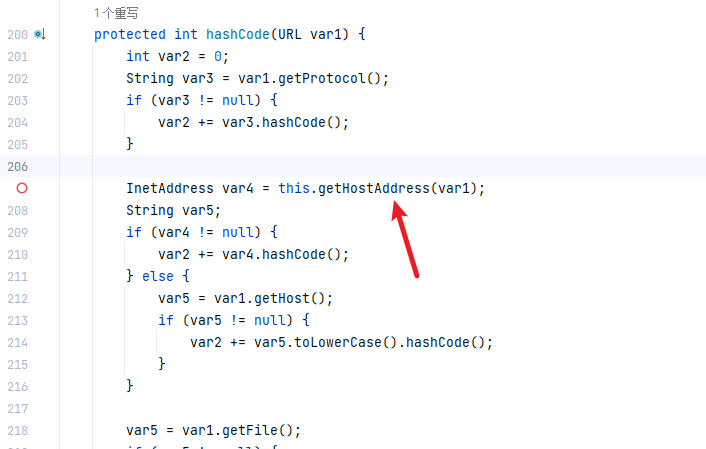 1个重写
200 protected int hashCode(URL var1) {
201 int var2 = 0;
202 String var3 = var1.getProtocol();
203 if (var3 != null) {
204 var2 += var3.hashCode();
205 }
206
InetAddress var4 = this.getHostAddress(var1);
208 String var5;
209 if (var4 != null) {
210 var2 += var4.hashCode();
211 } else {
212 var5 = var1.getHost();
213 if (var5 != null) {
214 var2 += var5.toLowerCase().hashCode();
215 }
216 }
217
218 var5 = var1.getFile();